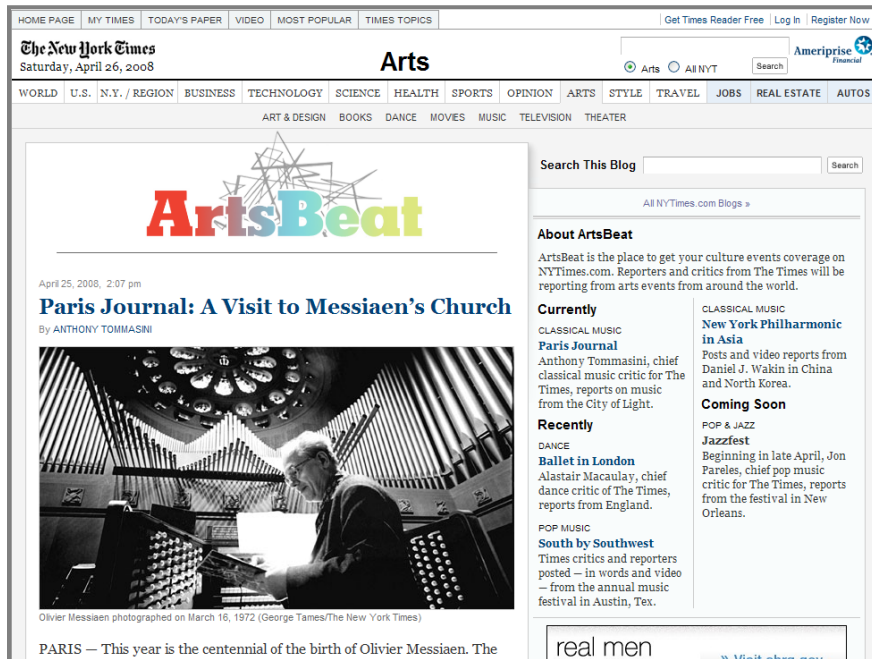 HOME PAGE MY TIMES TODAY'S PAPER VIDEO MOST POPULAR TIMES TOPICS
Get Times Reader Free Log In Register Now
The New York Times
Saturday, April 26, 2008
Arts
Arts All NYT
Search
Ameriprise
Financial
WORLD U.S. N.Y. / REGION BUSINESS TECHNOLOGY SCIENCE HEALTH SPORTS OPINION ARTS STYLE TRAVEL JOBS REAL ESTATE AUTOS
ART & DESIGN BOOKS DANCE MOVIES MUSIC TELEVISION THEATER
ArtsBeat
April 25, 2008, 2:07 pm
Paris Journal: A Visit to Messiaen's Church
By ANTHONY TOMMASINI
Olivier Messiaen photographed on March 16, 1972 (George Tames/The New York Times)
PARIS — This year is the centennial of the birth of Olivier Messiaen. The
Search This Blog
Search
All NYTimes.com Blogs »
About ArtsBeat
ArtsBeat is the place to get your culture events coverage on
NYTimes.com. Reporters and critics from The Times will be
reporting from arts events from around the world.
Currently
CLASSICAL MUSIC
Paris Journal
Anthony Tommasini, chief
classical music critic for The
Times, reports on music
from the City of Light.
Recently
DANCE
Ballet in London
Alastair Macaulay, chief
dance critic of The Times,
reports from England.
POP MUSIC
South by Southwest
Times critics and reporters
posted — in words and video
— from the annual music
festival in Austin, Tex.
CLASSICAL MUSIC
New York Philharmonic
in Asia
Posts and video reports from
Daniel J. Wakin in China
and North Korea.
Coming Soon
POP & JAZZ
Jazzfest
Beginning in late April, Jon
Pareles, chief pop music
critic for The Times, reports
from the festival in New
Orleans.
real men
» Visit ahrq.gov